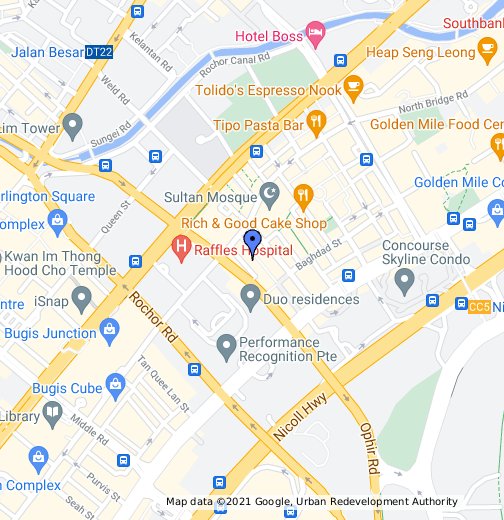 Southbank
Hotel Boss
Kelantan Rd
Jalan Besar
DT22
Heap Seng Leong
Rochor Canal Rd
Weld Rd
Tolido's Espresso Nook
North Bridge Rd
Sungei Rd
im Tower
Tipo Pasta Bar
Golden Mile Food Cen
Sultan Mosque
Golden Mile Co
arlington Square
Queen St
Rich & Good Cake Shop
Complex
Raffles Hospital
Baghdad St
Concourse
Skyline Condo
Kwan Im Thong
Hood Cho Temple
entre
iSnap
Rochor Rd
Duo residences
CC5
Ni
Bugis Junction
Performance
Recognition Pte
Tan Quee Lan St
Bugis Cube
Nicoll Hwy
Library
Middle Rd
Ophir Rd
Purvis St
n Complex
Seah St
Map data ©2021 Google, Urban Redevelopment Authority